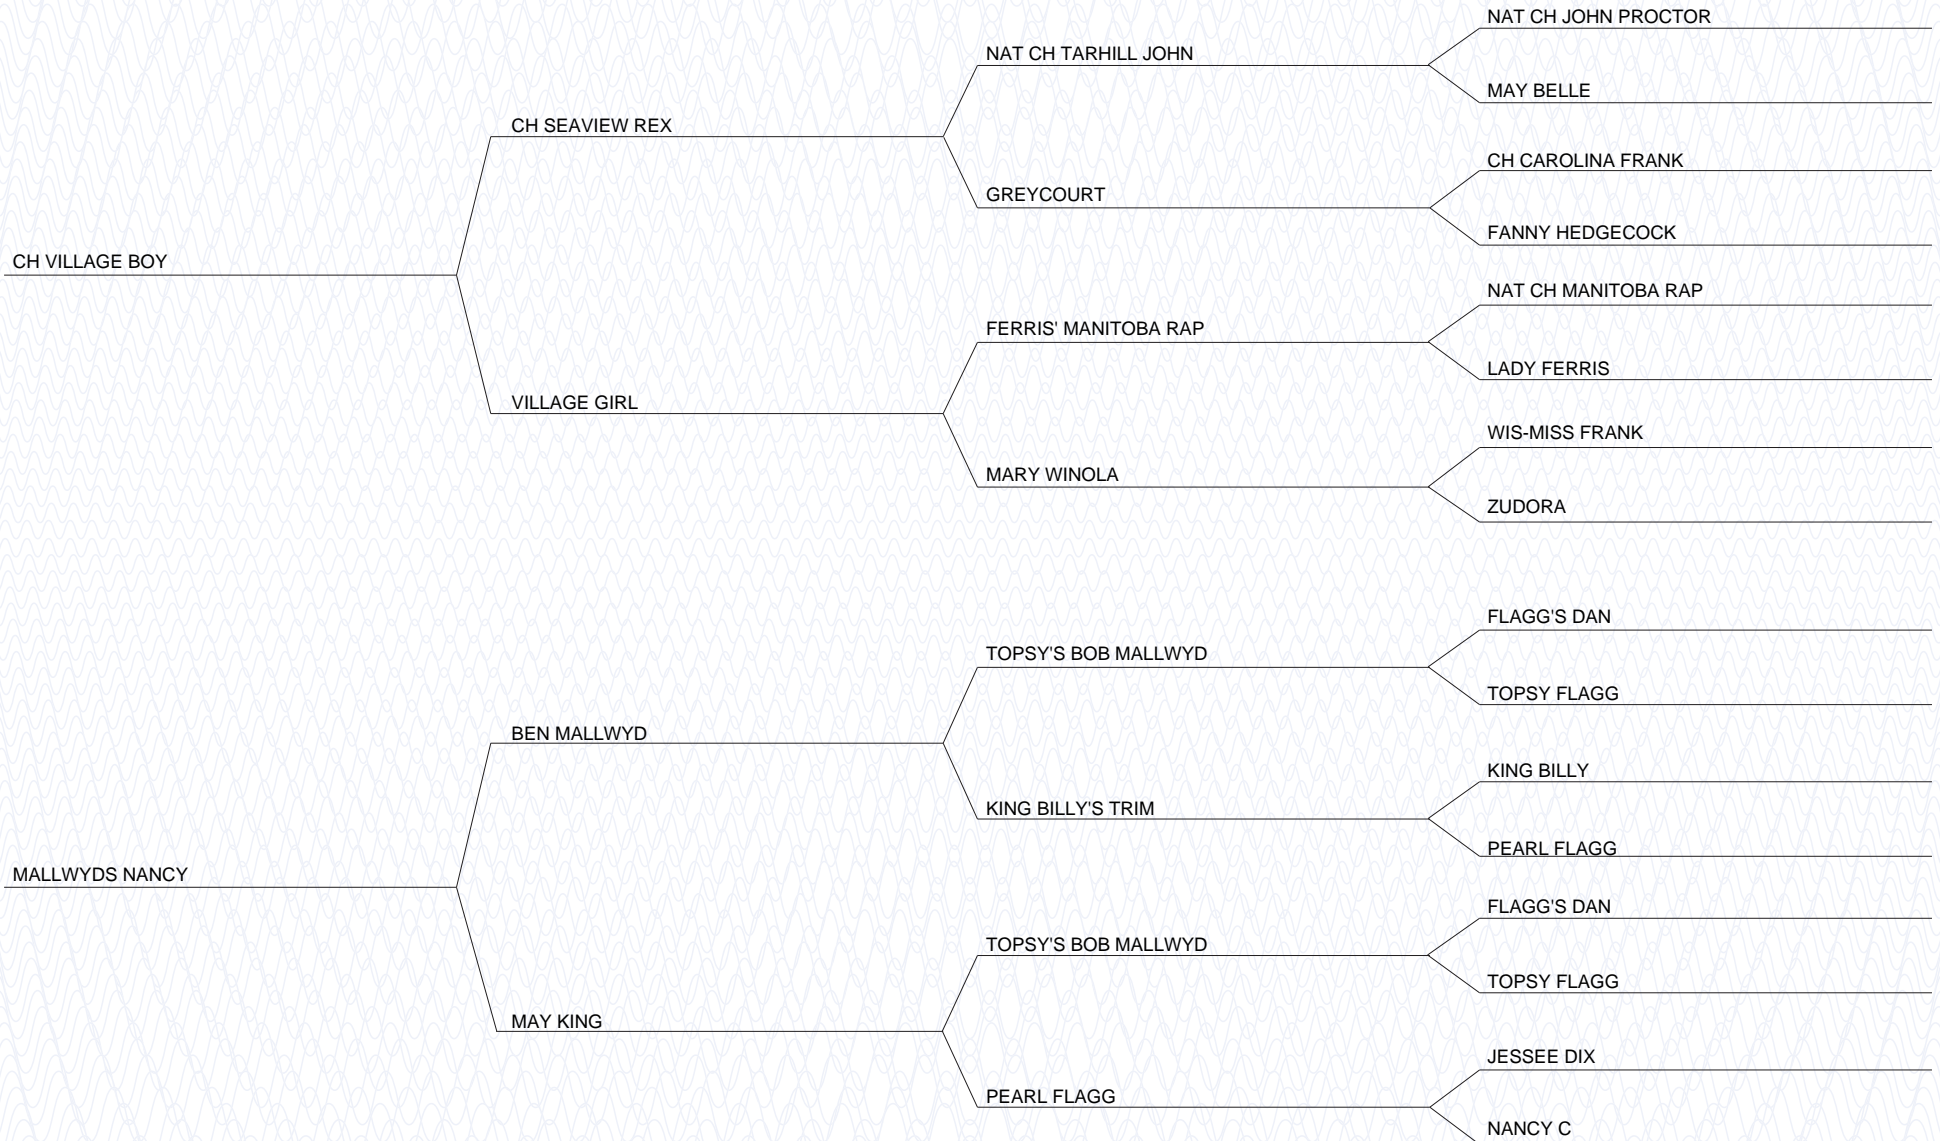 NAT CH JOHN PROCTOR
NAT CH TARHILL JOHN
MAY BELLE
CH SEAVIEW REX
CH CAROLINA FRANK
GREYCOURT
FANNY HEDGECOCK
CH VILLAGE BOY
NAT CH MANITOBA RAP
FERRIS' MANITOBA RAP
LADY FERRIS
VILLAGE GIRL
WIS-MISS FRANK
MARY WINOLA
ZUDORA
FLAGG'S DAN
TOPSY'S BOB MALLWYD
TOPSY FLAGG
BEN MALLWYD
KING BILLY
KING BILLY'S TRIM
PEARL FLAGG
MALLWYDS NANCY
FLAGG'S DAN
TOPSY'S BOB MALLWYD
TOPSY FLAGG
MAY KING
JESSEE DIX
PEARL FLAGG
NANCY C